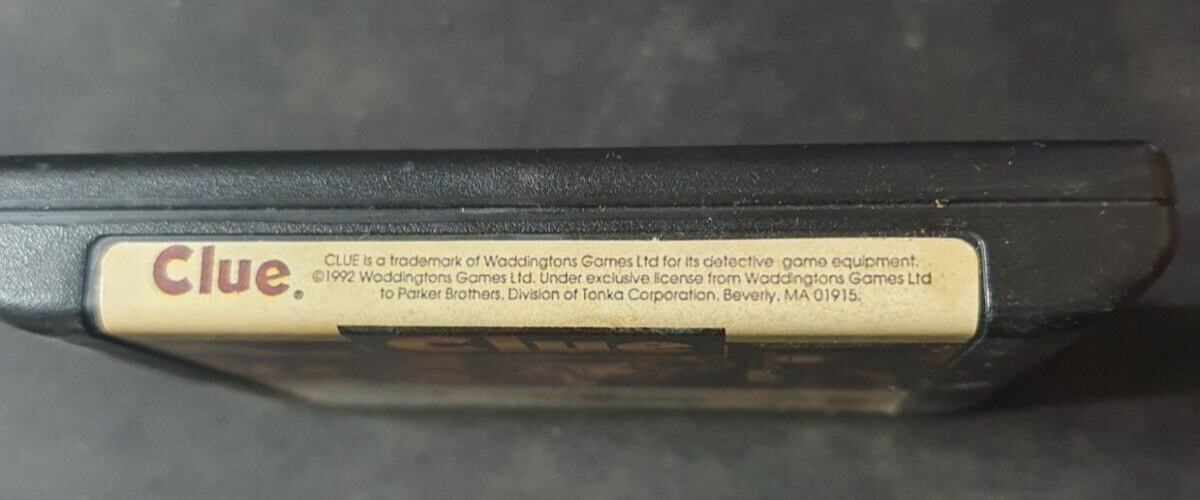 Clue®
CLUE is a trademark of Waddingtons Games Ltd for its detective game equipment.
©1992 Waddingtons Games Ltd. Under exclusive license from Waddingtons Games Ltd
to Parker Brothers, Division of Tonka Corporation, Beverly, MA 01915.
Clue